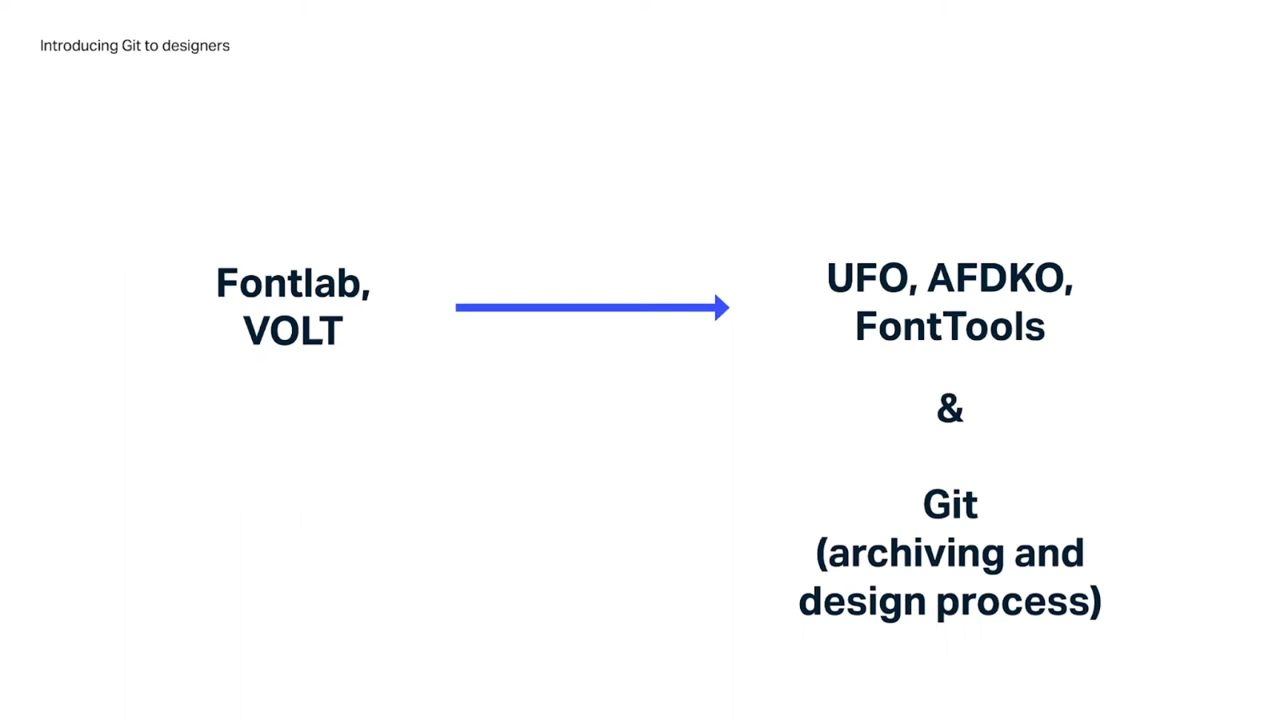 Introducing Git to designers
Fontlab,
VOLT
UFO, AFDKO,
FontTools
&
Git
(archiving and
design process)